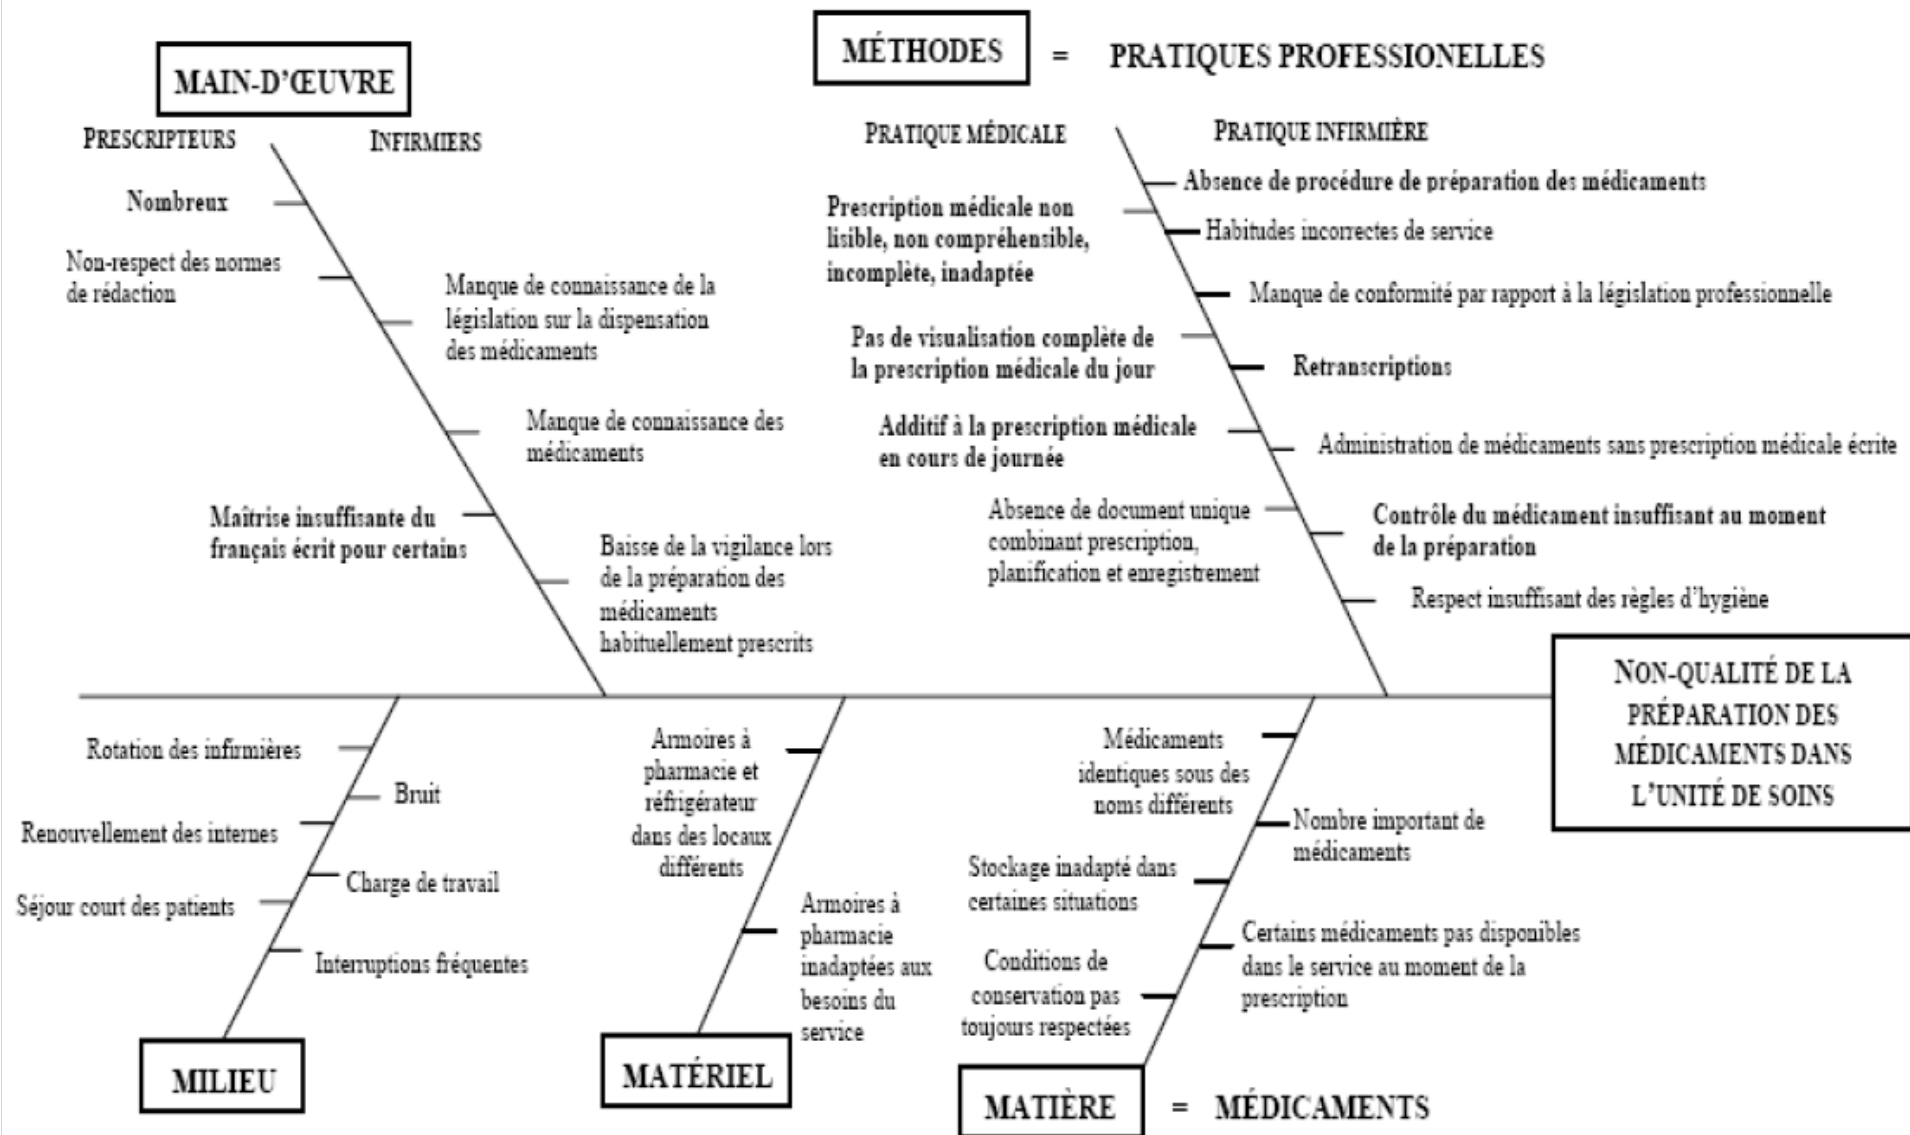 MAIN-D'ŒUVRE
PRESCRIPTEURS
INFIRMIERS
Nombreux
Non-respect des normes
de rédaction
Manque de connaissance de la
législation sur la dispensation
des médicaments
Manque de connaissance des
médicaments
Maîtrise insuffisante du
français écrit pour certains
Baisse de la vigilance lors
de la préparation des
médicaments
habituellement prescrits
MÉTHODES = PRATIQUES PROFESSIONELLES
PRATIQUE MÉDICALE
PRATIQUE INFIRMIÈRE
Prescription médicale non
lisible, non compréhensible,
incomplète, inadaptée
Pas de visualisation complète de
la prescription médicale du jour
Additif à la prescription médicale
en cours de journée
Absence de document unique
combinant prescription,
planification et enregistrement
Absence de procédure de préparation des médicaments
Habitudes incorrectes de service
Manque de conformité par rapport à la législation professionnelle
Retranscriptions
Administration de médicaments sans prescription médicale écrite
Contrôle du médicament insuffisant au moment
de la préparation
Respect insuffisant des règles d'hygiène
NON-QUALITÉ DE LA
PRÉPARATION DES
MÉDICAMENTS DANS
L'UNITÉ DE SOINS
Rotation des infirmières
Bruit
Renouvellement des internes
Charge de travail
Séjour court des patients
Interruptions fréquentes
MILIEU
Armoires à
pharmacie et
réfrigérateur
dans des locaux
différents
Armoires à
pharmacie
inadaptées aux
besoins du
service
MATÉRIEL
Médicaments
identiques sous des
noms différents
Nombre important de
médicaments
Stockage inadapté dans
certaines situations
Certains médicaments pas disponibles
dans le service au moment de la
prescription
Conditions de
conservation pas
toujours respectées
MATIÈRE = MÉDICAMENTS